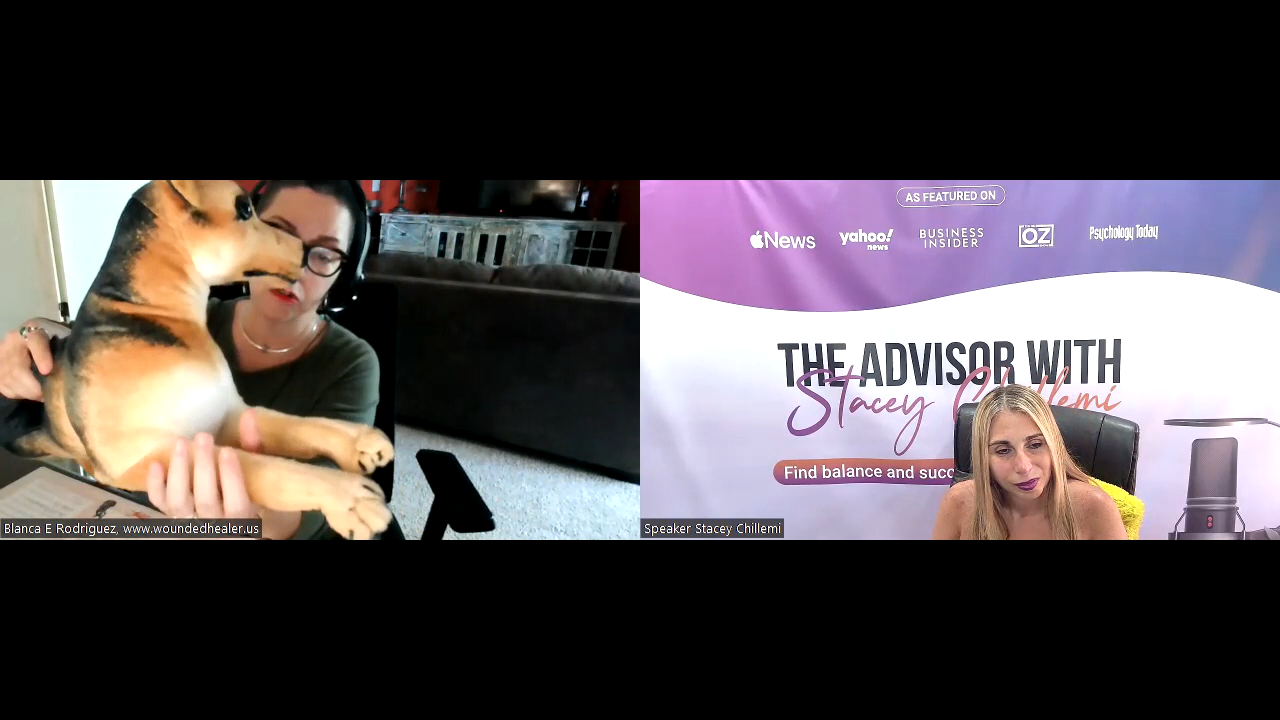 AS FEATURED ON
News
yahoo!
news
BUSINESS
INSIDER
OZ
Psychology Today
THE ADVISOR WITH
Stacey Chillemi
Find balance and succ
Blanca E Rodriguez, www.woundedhealer.us
Speaker Stacey Chillemi